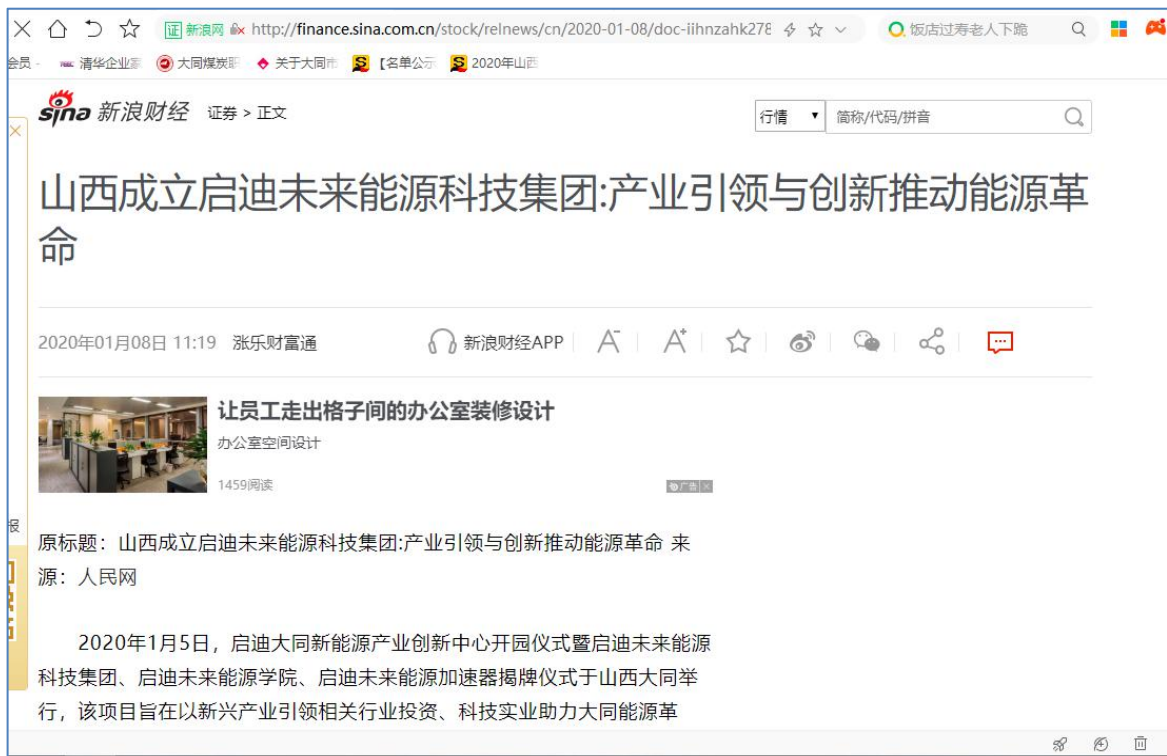 证 新浪网 http://finance.sina.com.cn/stock/relnews/cn/2020-01-08/doc-iihnzahk278 饭店过寿老人下跪
会员 清华企业家 大同煤炭职 关于大同市 【名单公示 2020年山西
sina 新浪财经 证券 > 正文 行情 简称/代码/拼音
山西成立启迪未来能源科技集团:产业引领与创新推动能源革
命
2020年01月08日 11:19 涨乐财富通 新浪财经APP
让员工走出格子间的办公室装修设计
办公室空间设计
1459阅读 广告
报
原标题：山西成立启迪未来能源科技集团:产业引领与创新推动能源革命 来
源：人民网
2020年1月5日，启迪大同新能源产业创新中心开园仪式暨启迪未来能源
科技集团、启迪未来能源学院、启迪未来能源加速器揭牌仪式于山西大同举
行，该项目旨在以新兴产业引领相关行业投资、科技实业助力大同能源革